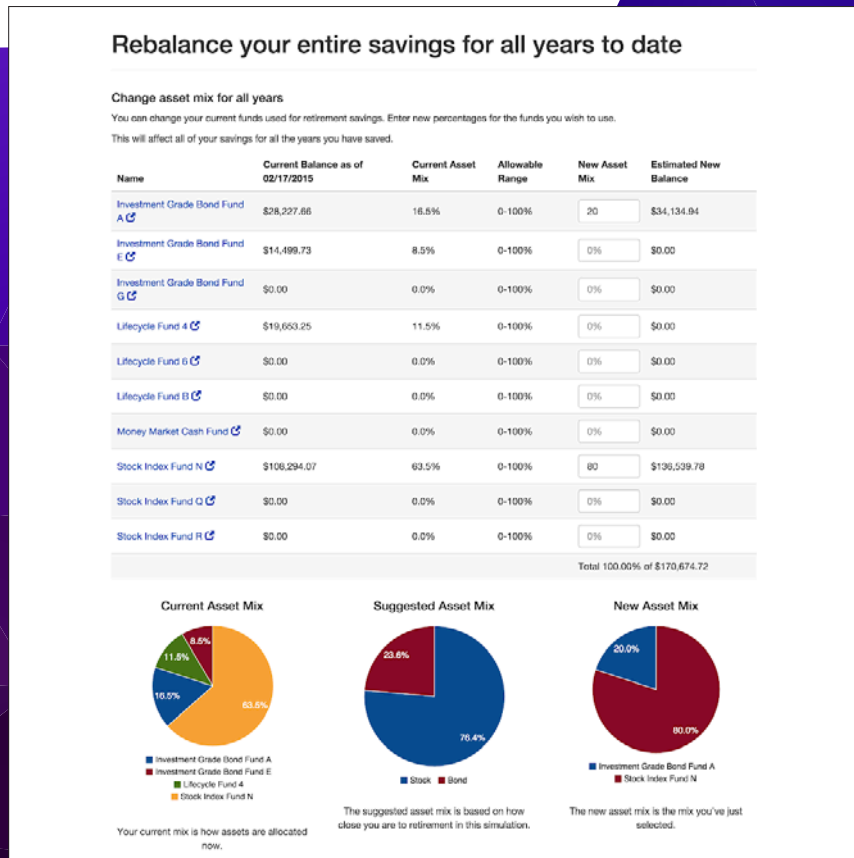 Rebalance your entire savings for all years to date
Change asset mix for all years
You can change your current funds used for retirement savings. Enter new percentages for the funds you wish to use.
This will affect all of your savings for all the years you have saved.
Name
Current Balance as of
02/17/2015
Current Asset
Mix
Allowable
Range
New Asset
Mix
Estimated New
Balance
Investment Grade Bond Fund
A
$28,227.66 16.5% 0-100% 20 $34,134.94
Investment Grade Bond Fund
E
$14,499.73 8.5% 0-100% 0% $0.00
Investment Grade Bond Fund
G
$0.00 0.0% 0-100% 0% $0.00
Lifecycle Fund 4 $19,653.25 11.5% 0-100% 0% $0.00
Lifecycle Fund 6 $0.00 0.0% 0-100% 0% $0.00
Lifecycle Fund B $0.00 0.0% 0-100% 0% $0.00
Money Market Cash Fund $0.00 0.0% 0-100% 0% $0.00
Stock Index Fund N $108,294.07 63.5% 0-100% 80 $136,539.78
Stock Index Fund Q $0.00 0.0% 0-100% 0% $0.00
Stock Index Fund R $0.00 0.0% 0-100% 0% $0.00
Total 100.00% of $170,674.72
Current Asset Mix
8.5%
11.5%
16.5%
63.5%
Investment Grade Bond Fund A
Investment Grade Bond Fund E
Lifecycle Fund 4
Stock Index Fund N
Your current mix is how assets are allocated
now.
Suggested Asset Mix
23.6%
76.4%
Stock Bond
The suggested asset mix is based on how
close you are to retirement in this simulation.
New Asset Mix
20.0%
80.0%
Investment Grade Bond Fund A
Stock Index Fund N
The new asset mix is the mix you've just
selected.